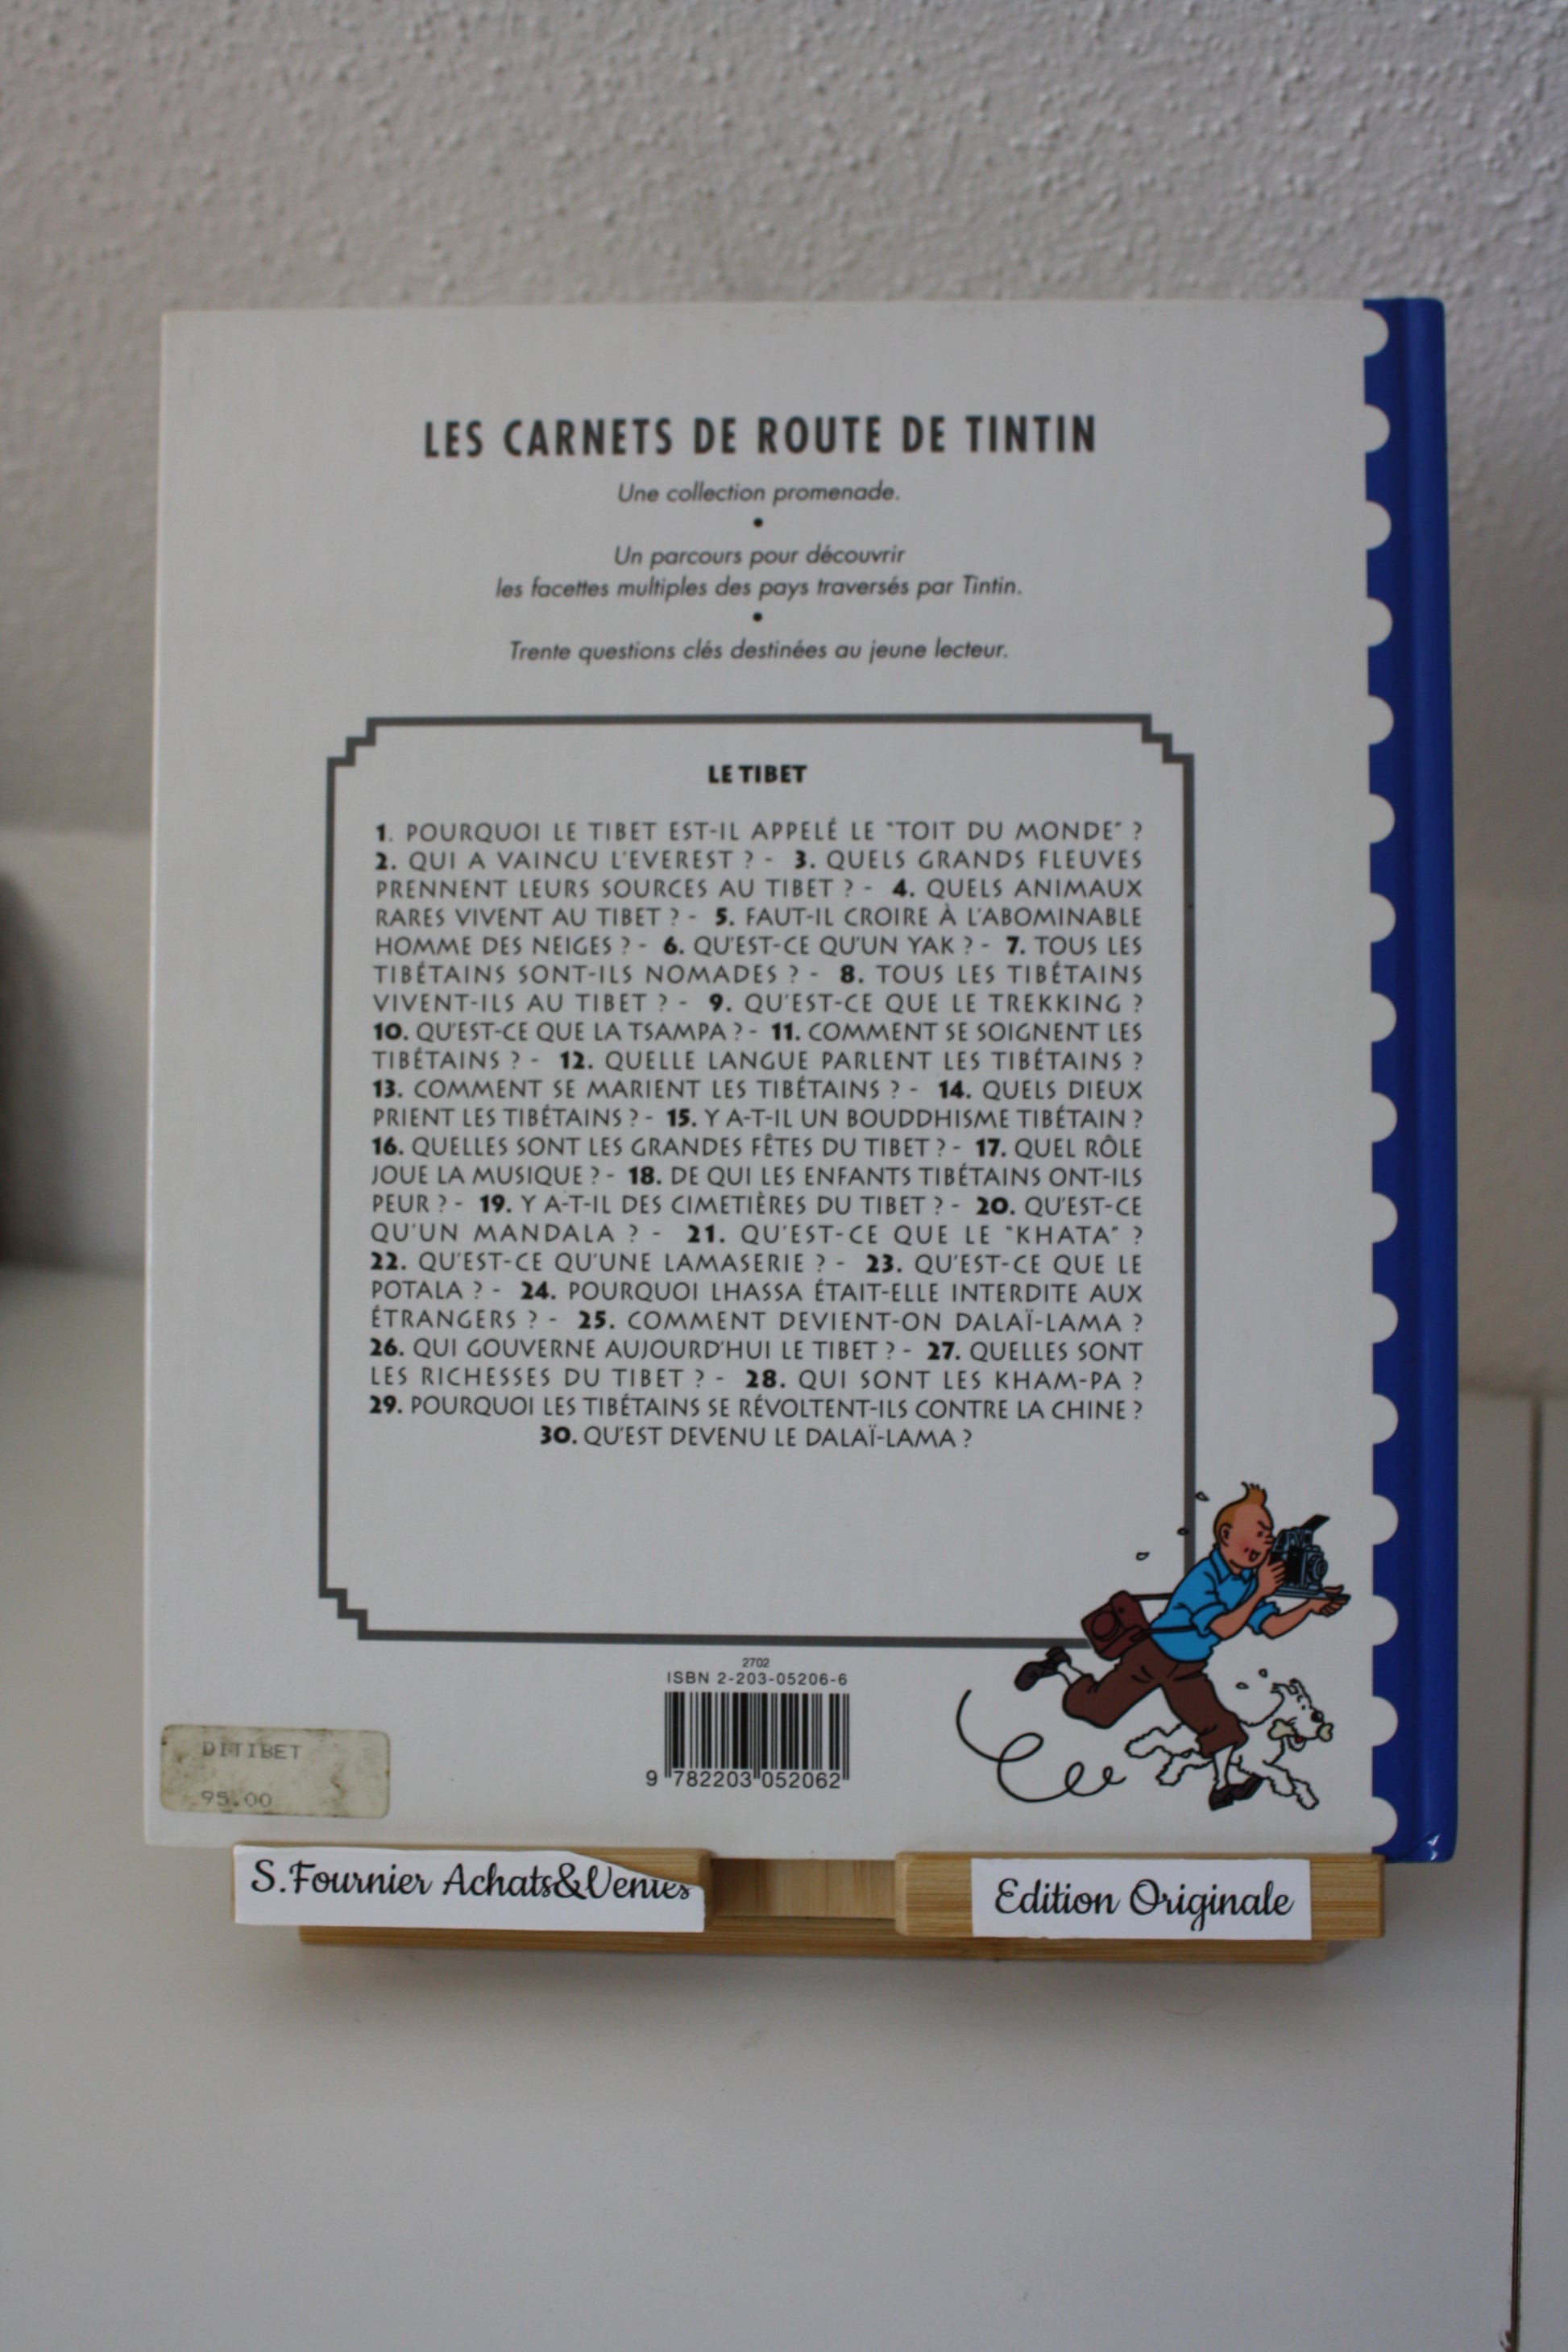 LES CARNETS DE ROUTE DE TINTIN
Une collection promenade.
•
Un parcours pour découvrir
les facettes multiples des pays traversés par Tintin.
•
Trente questions clés destinées au jeune lecteur.
LE TIBET
1. POURQUOI LE TIBET EST-IL APPELÉ LE "TOIT DU MONDE" ?
2. QUI A VAINCU L'EVEREST ? - 3. QUELS GRANDS FLEUVES
PRENNENT LEURS SOURCES AU TIBET ? - 4. QUELS ANIMAUX
RARES VIVENT AU TIBET ? - 5. FAUT-IL CROIRE À L'ABOMINABLE
HOMME DES NEIGES ? - 6. QU'EST-CE QU'UN YAK ? - 7. TOUS LES
TIBÉTAINS SONT-ILS NOMADES ? - 8. TOUS LES TIBÉTAINS
VIVENT-ILS AU TIBET ? - 9. QU'EST-CE QUE LE TREKKING ?
10. QU'EST-CE QUE LA TSAMPA ? - 11. COMMENT SE SOIGNENT LES
TIBÉTAINS ? - 12. QUELLE LANGUE PARLENT LES TIBÉTAINS ?
13. COMMENT SE MARIENT LES TIBÉTAINS ? - 14. QUELS DIEUX
PRIENT LES TIBÉTAINS ? - 15. Y A-T-IL UN BOUDDHISME TIBÉTAIN ?
16. QUELLES SONT LES GRANDES FÊTES DU TIBET ? - 17. QUEL RÔLE
JOUE LA MUSIQUE ? - 18. DE QUI LES ENFANTS TIBÉTAINS ONT-ILS
PEUR ? - 19. Y A-T-IL DES CIMETIÈRES DU TIBET ? - 20. QU'EST-CE
QU'UN MANDALA ? - 21. QU'EST-CE QUE LE "KHATA" ?
22. QU'EST-CE QU'UNE LAMASERIE ? - 23. QU'EST-CE QUE LE
POTALA ? - 24. POURQUOI LHASSA ÉTAIT-ELLE INTERDITE AUX
ÉTRANGERS ? - 25. COMMENT DEVIENT-ON DALAÏ-LAMA ?
26. QUI GOUVERNE AUJOURD'HUI LE TIBET ? - 27. QUELLES SONT
LES RICHESSES DU TIBET ? - 28. QUI SONT LES KHAM-PA ?
29. POURQUOI LES TIBÉTAINS SE RÉVOLTENT-ILS CONTRE LA CHINE ?
30. QU'EST DEVENU LE DALAÏ-LAMA ?
2702
ISBN 2-203-05206-6
9 782203 052062
DITIBET
95.00
S.Fournier Achats&Ventes
Edition Originale